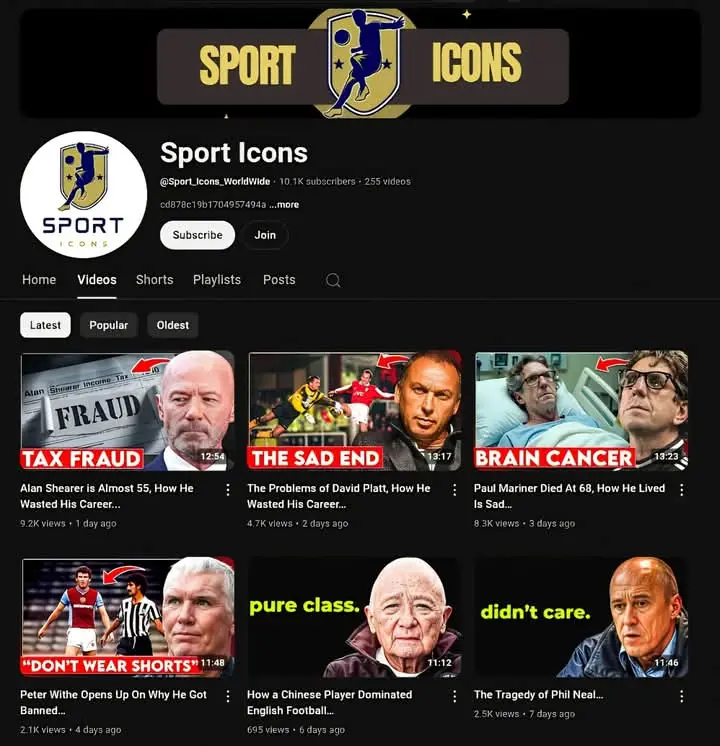 SPORT ICONS
Sport Icons
@Sport_Icons_WorldWide · 10.1K subscribers · 255 videos
cd878c19b1704957494a ...more
SPORT
ICONS
Subscribe Join
Home Videos Shorts Playlists Posts
Latest Popular Oldest
Alan Shearer Income Tax
FRAUD
TAX FRAUD
12:54
THE SAD END
13:17
BRAIN CANCER
13:23
Alan Shearer is Almost 55, How He
Wasted His Career...
9.2K views • 1 day ago
The Problems of David Platt, How He
Wasted His Career...
4.7K views • 2 days ago
Paul Mariner Died At 68, How He Lived
Is Sad...
8.3K views • 3 days ago
"DON'T WEAR SHORTS"
11:48
pure class.
11:12
didn't care.
11:46
Peter Withe Opens Up On Why He Got
Banned...
2.1K views • 4 days ago
How a Chinese Player Dominated
English Football...
695 views • 6 days ago
The Tragedy of Phil Neal...
2.5K views • 7 days ago